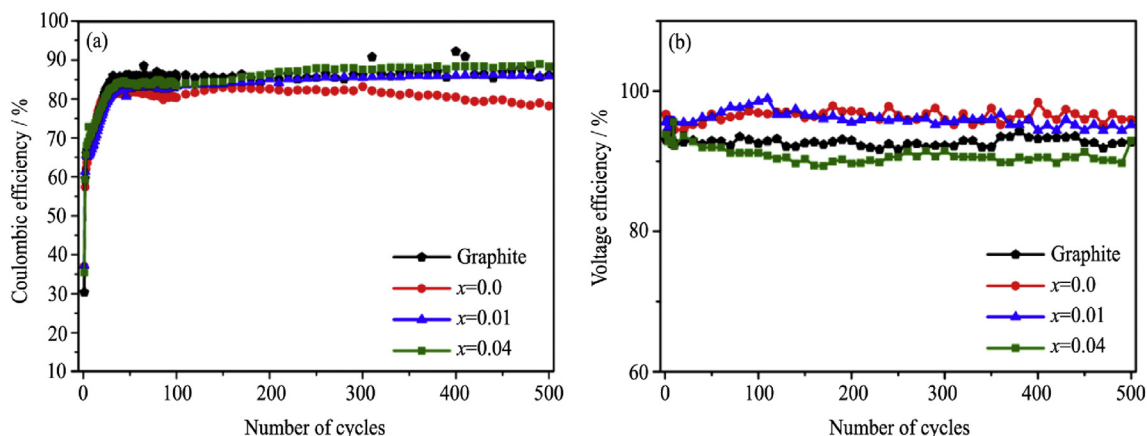 (a)
Coulombic efficiency / %
100
90
80
70
60
50
40
30
20
10
Graphite
x=0.0
x=0.01
x=0.04
0 100 200 300 400 500
Number of cycles
(b)
Voltage efficiency / %
100
80
60
Graphite
x=0.0
x=0.01
x=0.04
0 100 200 300 400 500
Number of cycles